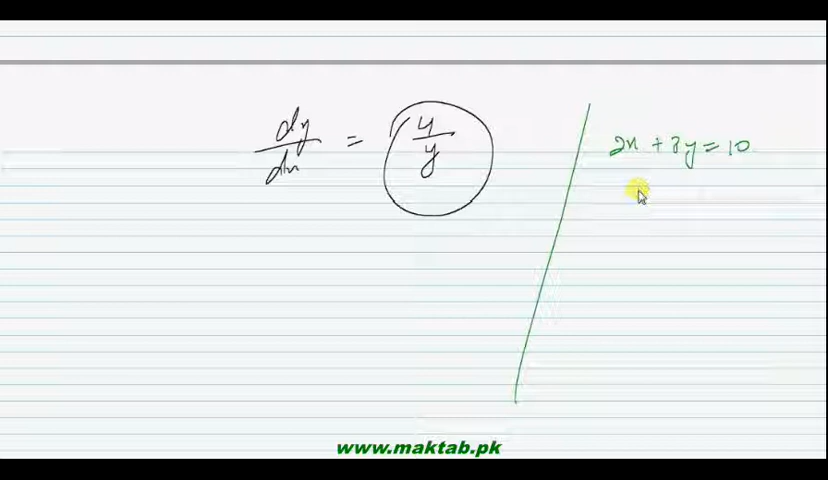 dy/dx = 4/y
2x + 3y = 10
www.maktab.pk